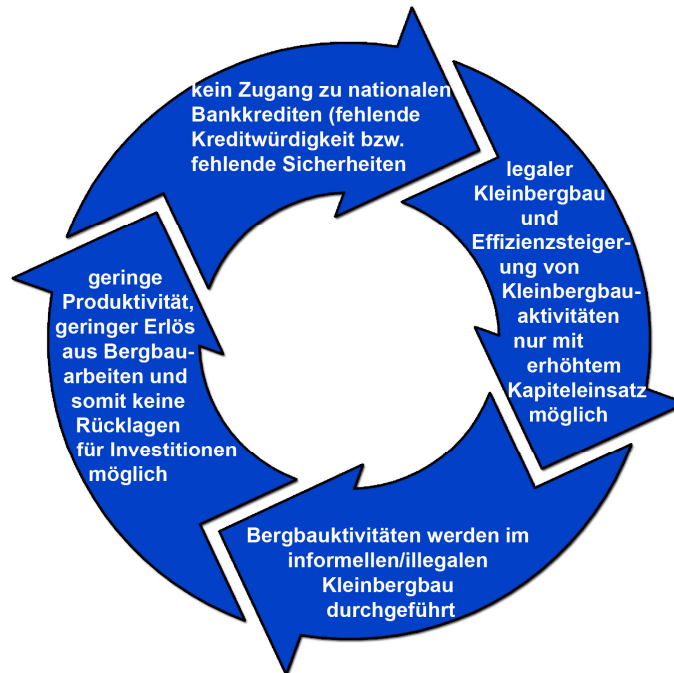 kein Zugang zu nationalen
Bankkrediten (fehlende
Kreditwürdigkeit bzw.
fehlende Sicherheiten
legaler
Kleinbergbau
und
Effizienzsteiger-
ung von
Kleinbergbau-
aktivitäten
nur mit
erhöhtem
Kapiteleinsatz
möglich
Bergbauktivitäten werden im
informellen/illegalen
Kleinbergbau
durchgeführt
geringe
Produktivität,
geringer Erlös
aus Bergbau-
arbeiten und
somit keine
Rücklagen
für Investitionen
möglich